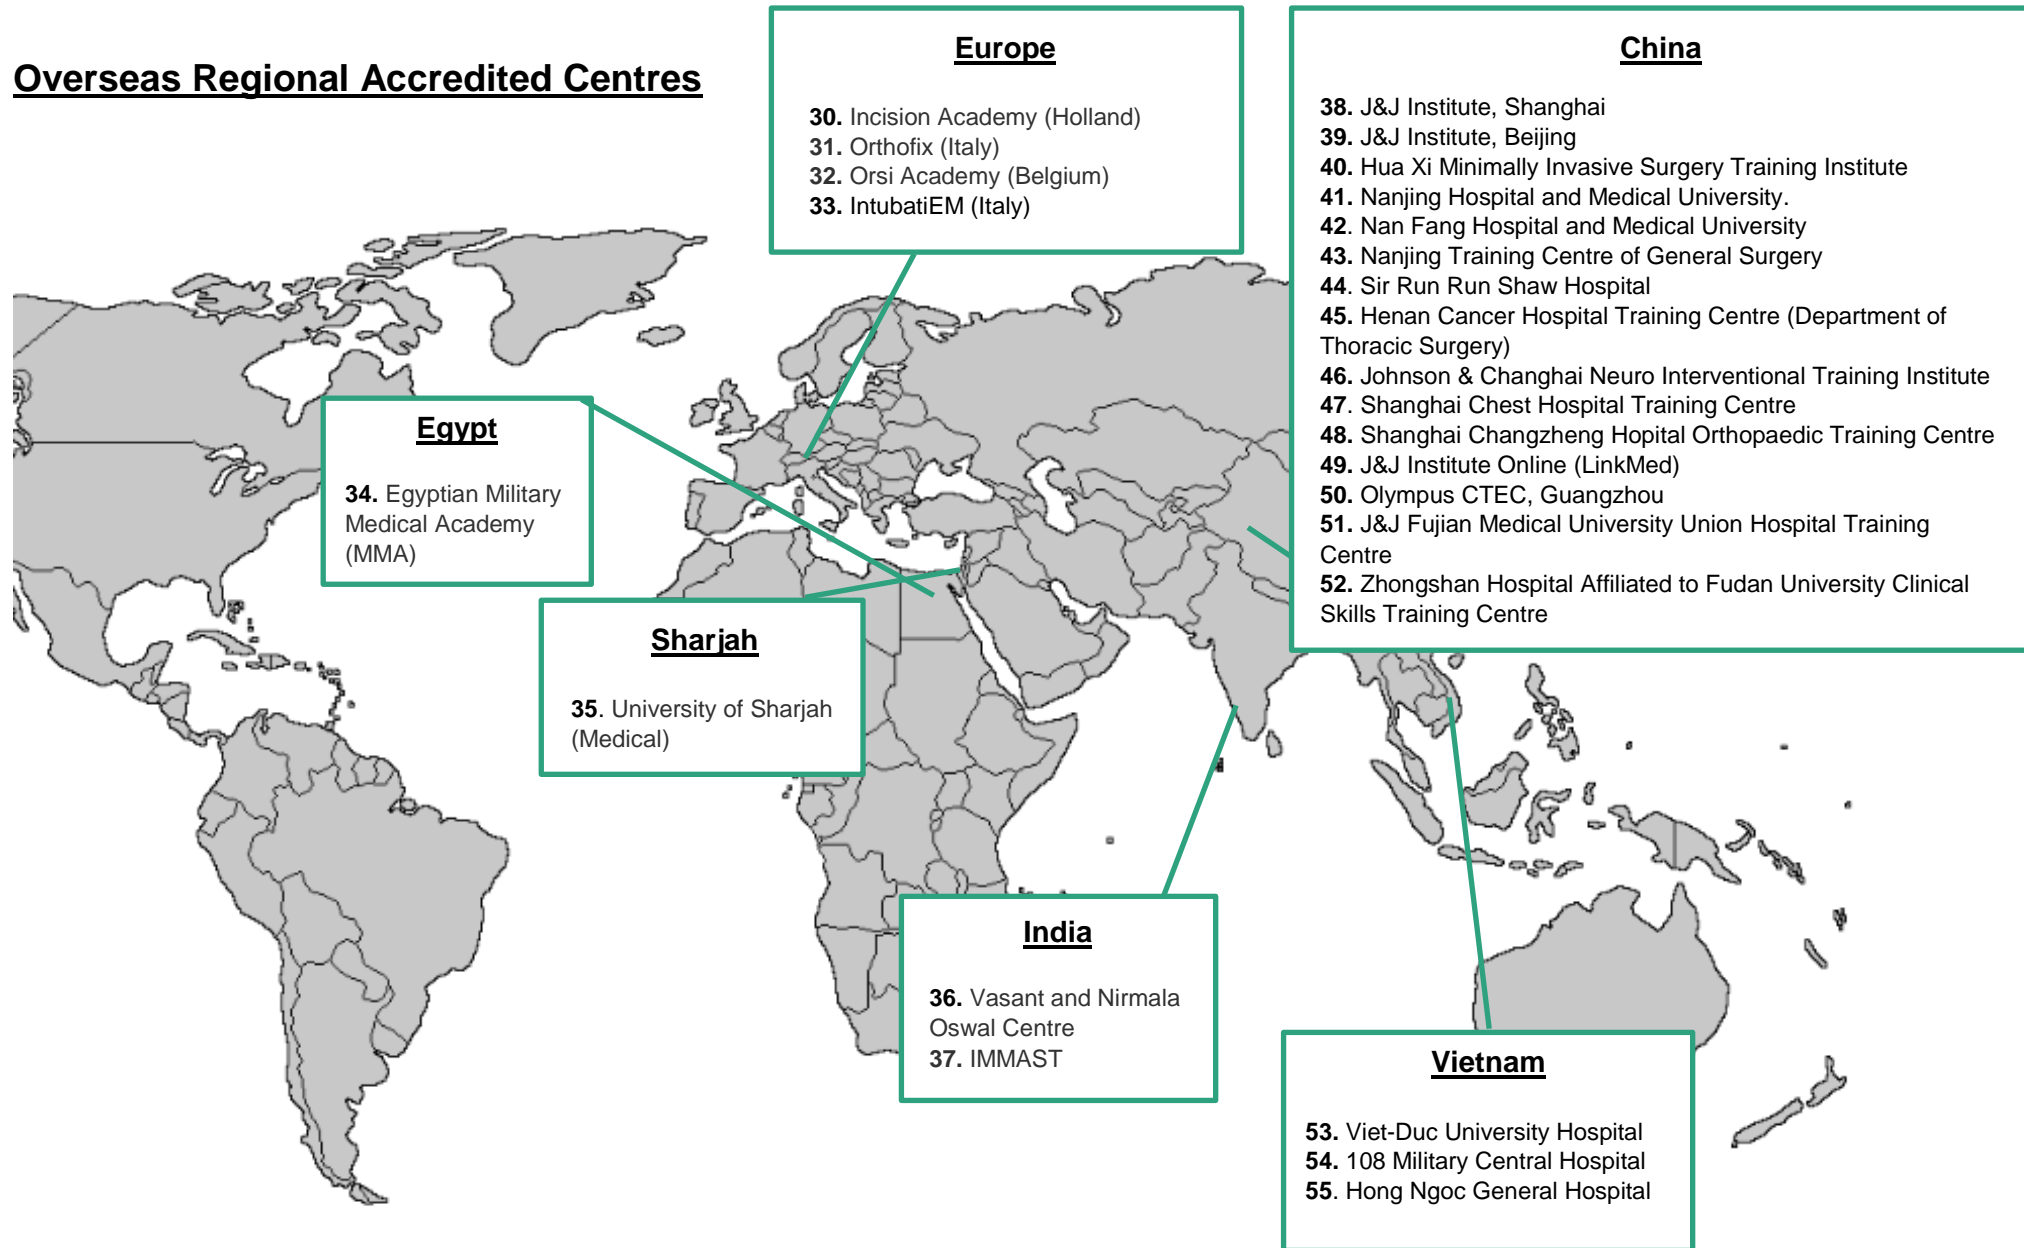 Overseas Regional Accredited Centres
Europe
30. Incision Academy (Holland)
31. Orthofix (Italy)
32. Orsi Academy (Belgium)
33. IntubatiEM (Italy)
China
38. J&J Institute, Shanghai
39. J&J Institute, Beijing
40. Hua Xi Minimally Invasive Surgery Training Institute
41. Nanjing Hospital and Medical University.
42. Nan Fang Hospital and Medical University
43. Nanjing Training Centre of General Surgery
44. Sir Run Run Shaw Hospital
45. Henan Cancer Hospital Training Centre (Department of
Thoracic Surgery)
46. Johnson & Changhai Neuro Interventional Training Institute
47. Shanghai Chest Hospital Training Centre
48. Shanghai Changzheng Hopital Orthopaedic Training Centre
49. J&J Institute Online (LinkMed)
50. Olympus CTEC, Guangzhou
51. J&J Fujian Medical University Union Hospital Training
Centre
52. Zhongshan Hospital Affiliated to Fudan University Clinical
Skills Training Centre
Egypt
34. Egyptian Military
Medical Academy
(MMA)
Sharjah
35. University of Sharjah
(Medical)
India
36. Vasant and Nirmala
Oswal Centre
37. IMMAST
Vietnam
53. Viet-Duc University Hospital
54. 108 Military Central Hospital
55. Hong Ngoc General Hospital